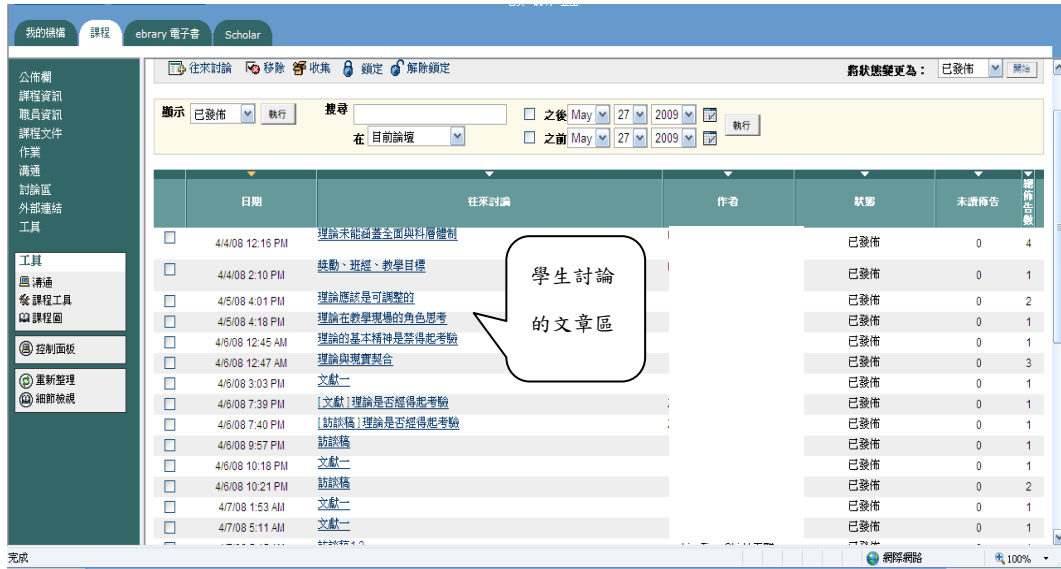 我的機構 課程 ebrary 電子書 Scholar
公佈欄
課程資訊
職員資訊
課程文件
作業
溝通
討論區
外部連結
工具
工具
溝通
課程工具
課程圖
控制面板
重新整理
細節檢視
往來討論 移除 收集 鎖定 解除鎖定 將狀態變更為： 已發佈 開始
顯示 已發佈 執行 搜尋 之後 May 27 2009
在 目前論壇 之前 May 27 2009 執行
日期 往來討論 作者 狀態 未讀佈告 總佈告數
4/4/08 12:16 PM 理論未能涵蓋全面與科層體制 已發佈 0 4
4/4/08 2:10 PM 獎勵、班經、教學目標 已發佈 0 1
4/5/08 4:01 PM 理論應該是可調整的 已發佈 0 2
4/5/08 4:18 PM 理論在教學現場的角色思考 已發佈 0 1
4/6/08 12:45 AM 理論的基本精神是禁得起考驗 已發佈 0 1
4/6/08 12:47 AM 理論與現實契合 已發佈 0 3
4/6/08 3:03 PM 文獻一 已發佈 0 1
4/6/08 7:39 PM [文獻]理論是否經得起考驗 已發佈 0 1
4/6/08 7:40 PM [訪談稿]理論是否經得起考驗 已發佈 0 1
4/6/08 9:57 PM 訪談稿 已發佈 0 1
4/6/08 10:18 PM 文獻一 已發佈 0 1
4/6/08 10:21 PM 訪談稿 已發佈 0 2
4/7/08 1:53 AM 文獻一 已發佈 0 1
4/7/08 5:11 AM 文獻一 已發佈 0 1
學生討論
的文章區
完成 網際網路 100%